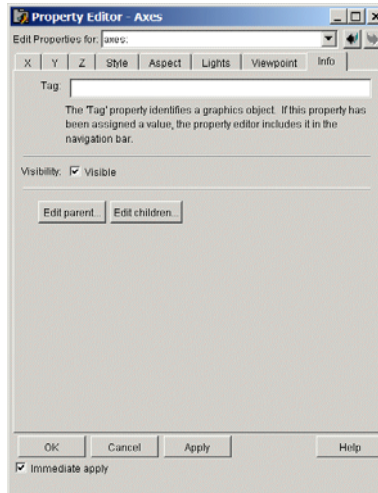 Property Editor - Axes
Edit Properties for: axes:
X Y Z Style Aspect Lights Viewpoint Info
Tag:
The 'Tag' property identifies a graphics object. If this property has
been assigned a value, the property editor includes it in the
navigation bar.
Visibility: Visible
Edit parent... Edit children...
OK Cancel Apply Help
Immediate apply